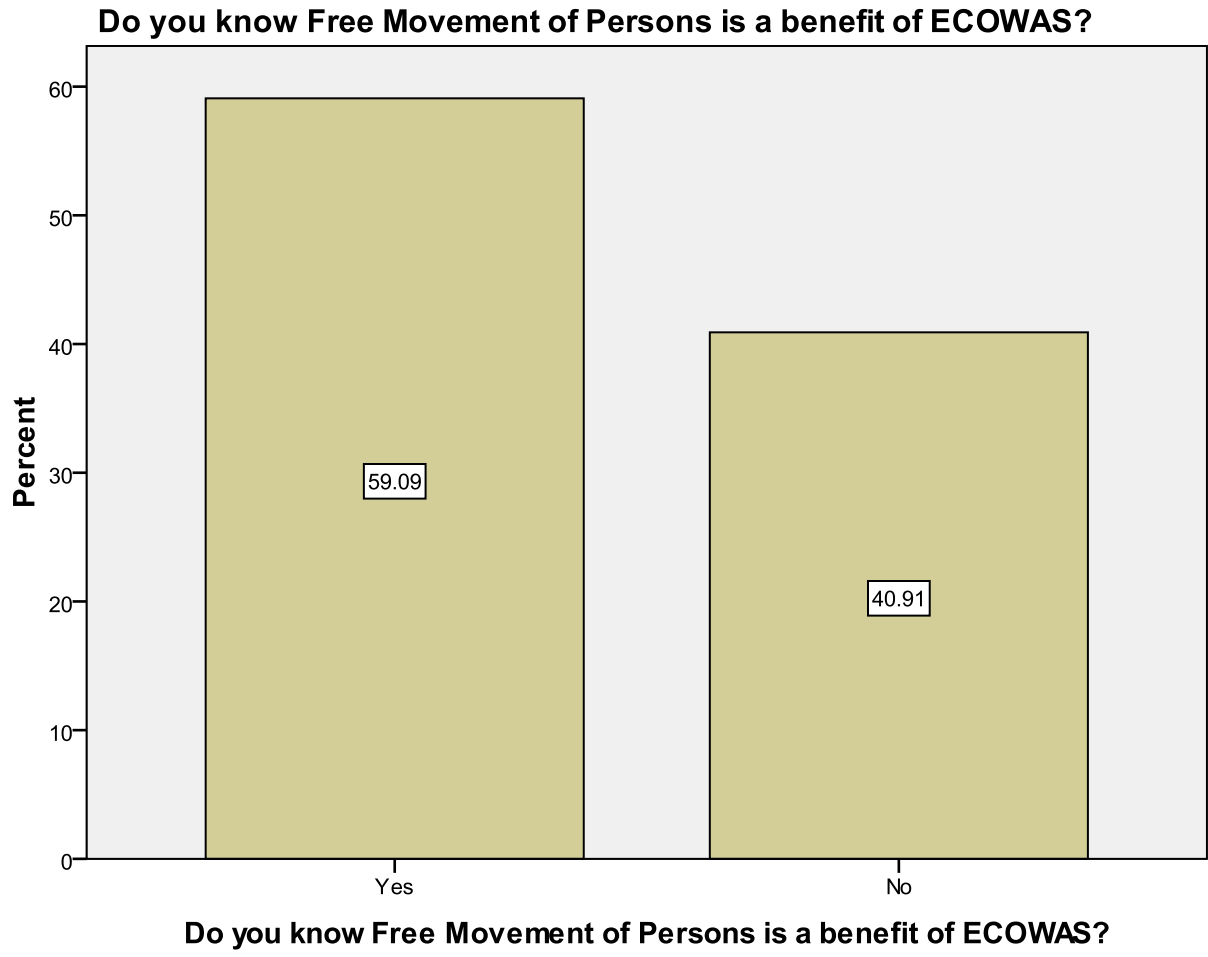 Do you know Free Movement of Persons is a benefit of ECOWAS?
60
50
40
30
20
10
0
Percent
59.09
40.91
Yes
No
Do you know Free Movement of Persons is a benefit of ECOWAS?